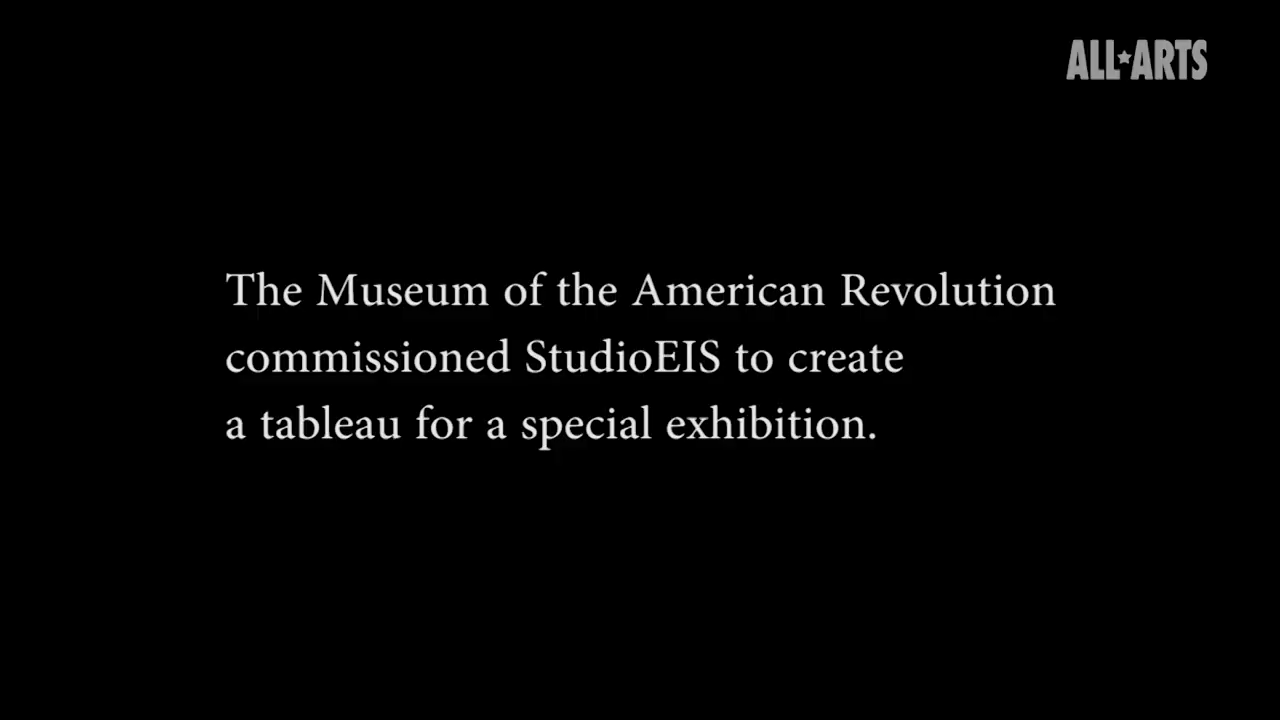 ALL★ARTS
The Museum of the American Revolution
commissioned StudioEIS to create
a tableau for a special exhibition.